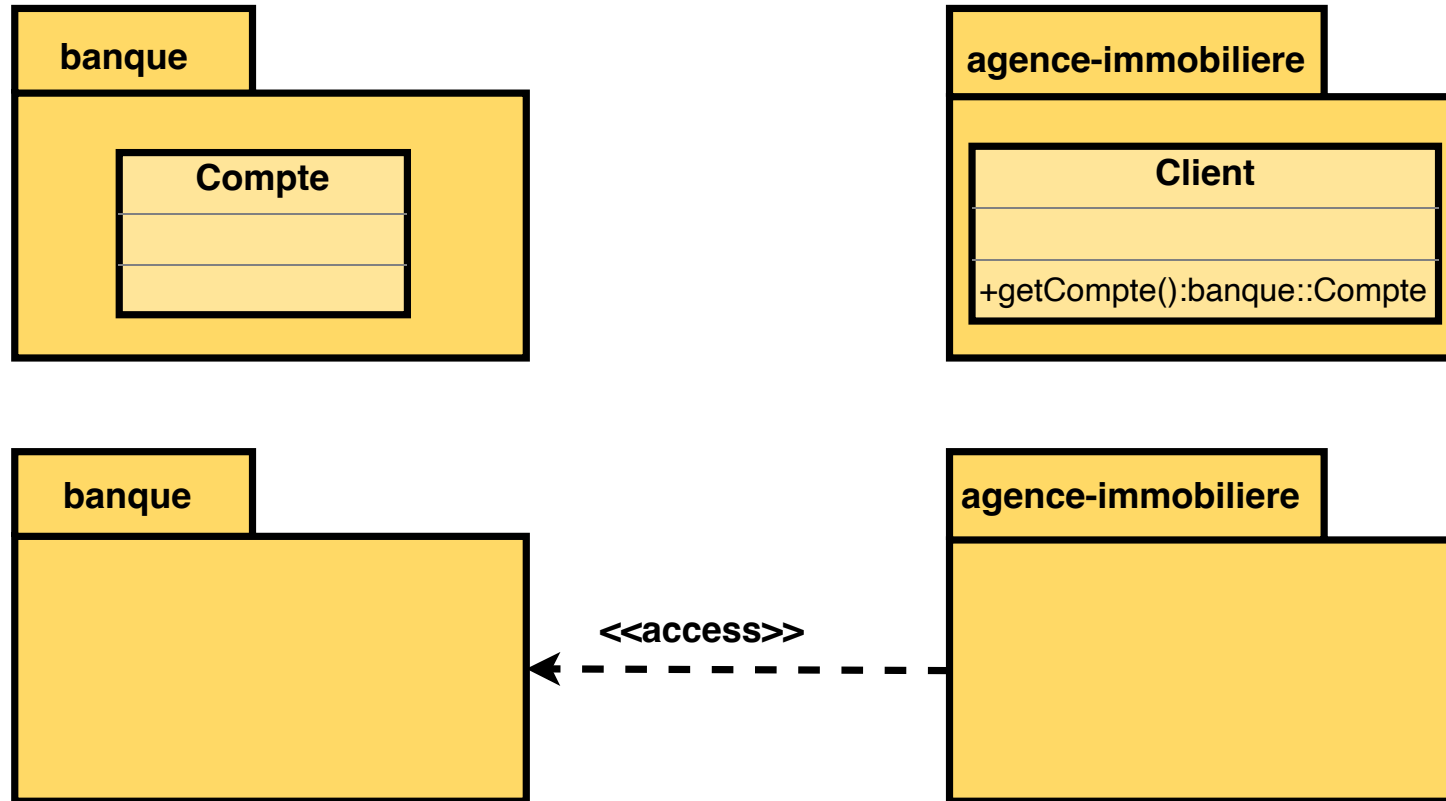 banque
agence-immobiliere
Compte
Client
+getCompte():banque::Compte
banque
agence-immobiliere
<<access>>